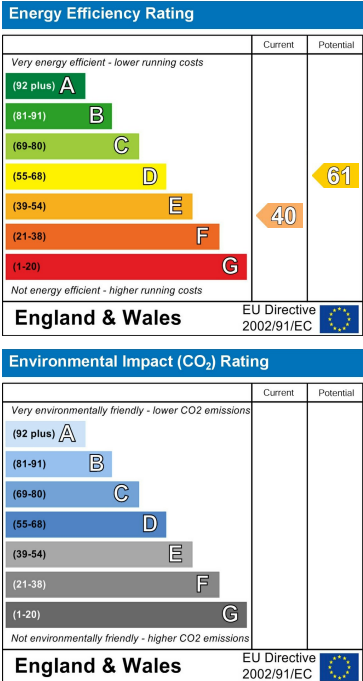 Energy Efficiency Rating
Current Potential
Very energy efficient - lower running costs
(92 plus) A
(81-91) B
(69-80) C
(55-68) D
61
(39-54) E
40
(21-38) F
(1-20) G
Not energy efficient - higher running costs
England & Wales
EU Directive
2002/91/EC
Environmental Impact (CO₂) Rating
Current Potential
Very environmentally friendly - lower CO2 emissions
(92 plus) A
(81-91) B
(69-80) C
(55-68) D
(39-54) E
(21-38) F
(1-20) G
Not environmentally friendly - higher CO2 emissions
England & Wales
EU Directive
2002/91/EC